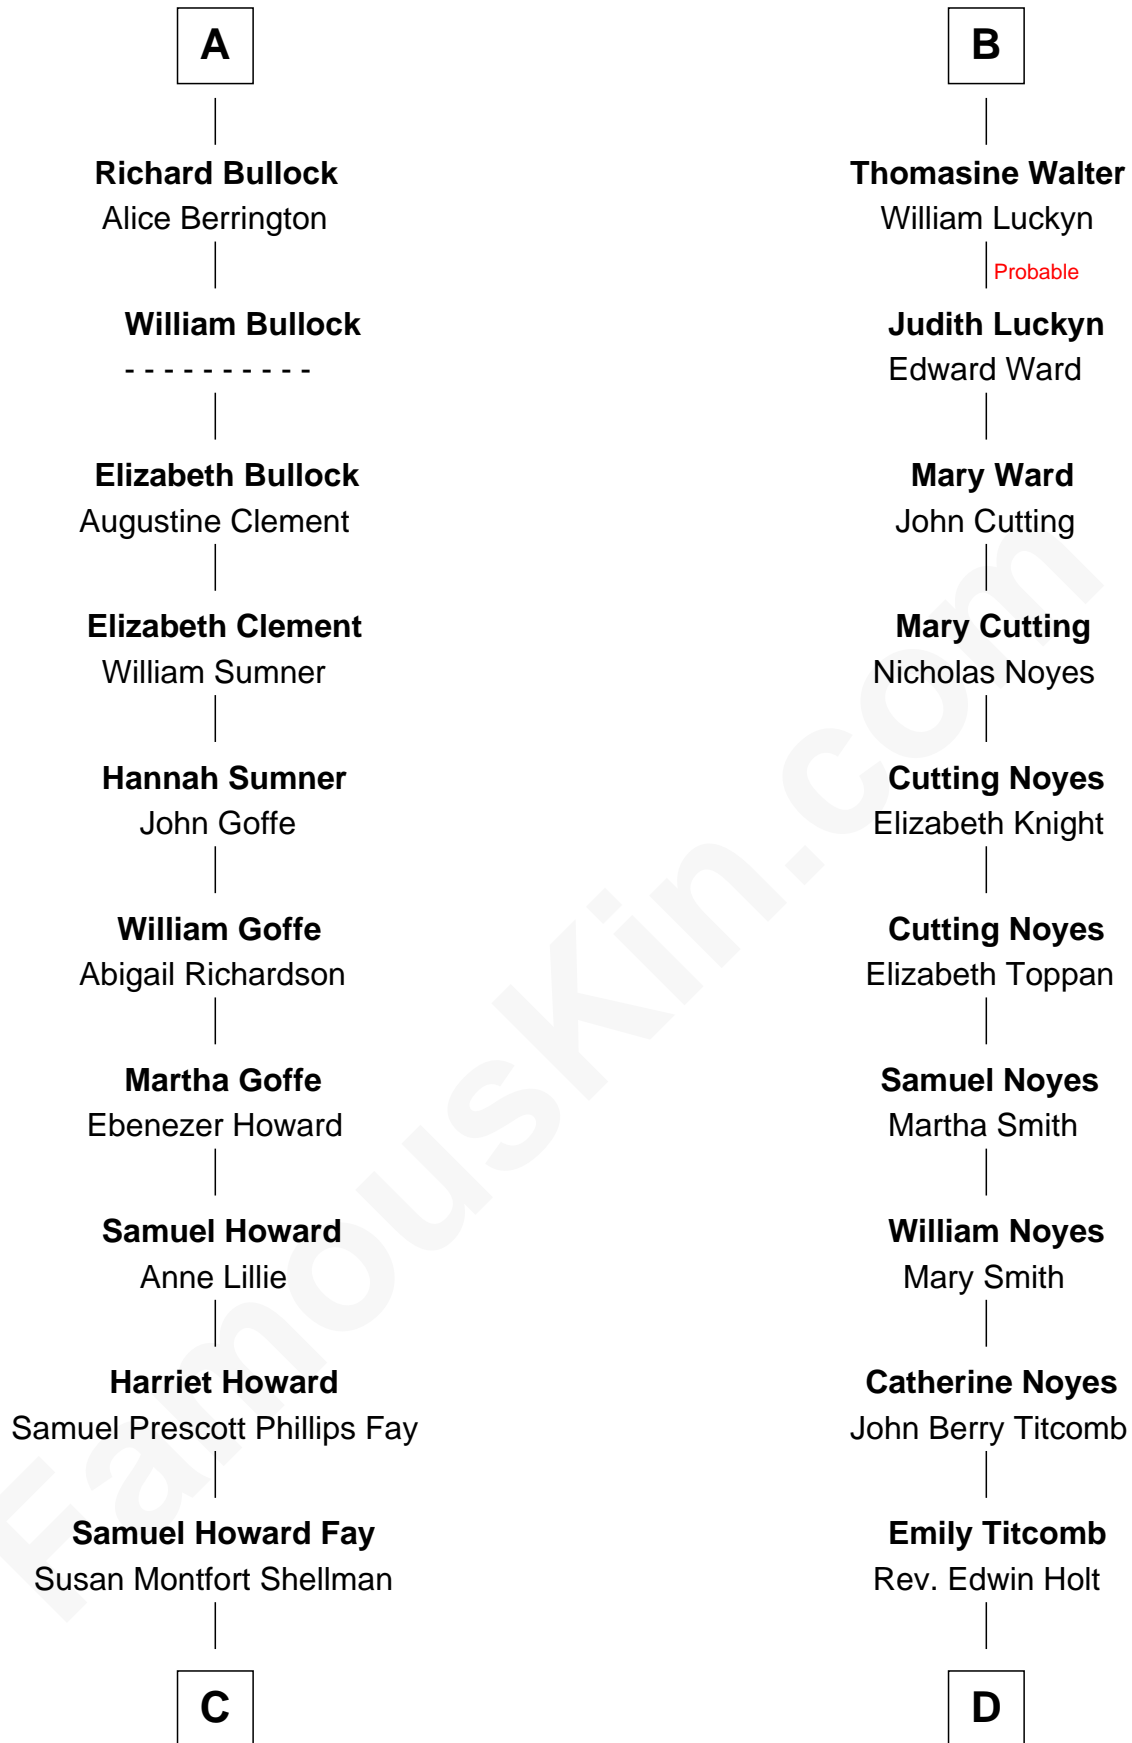 A
B
Richard Bullock
Alice Berrington
Thomasine Walter
William Luckyn
Probable
William Bullock
- - - - - - - - - -
Judith Luckyn
Edward Ward
Elizabeth Bullock
Augustine Clement
Mary Ward
John Cutting
Elizabeth Clement
William Sumner
Mary Cutting
Nicholas Noyes
Hannah Sumner
John Goffe
Cutting Noyes
Elizabeth Knight
William Goffe
Abigail Richardson
Cutting Noyes
Elizabeth Toppan
Martha Goffe
Ebenezer Howard
Samuel Noyes
Martha Smith
Samuel Howard
Anne Lillie
William Noyes
Mary Smith
Harriet Howard
Samuel Prescott Phillips Fay
Catherine Noyes
John Berry Titcomb
Samuel Howard Fay
Susan Montfort Shellman
Emily Titcomb
Rev. Edwin Holt
C
D
FamousKin.com